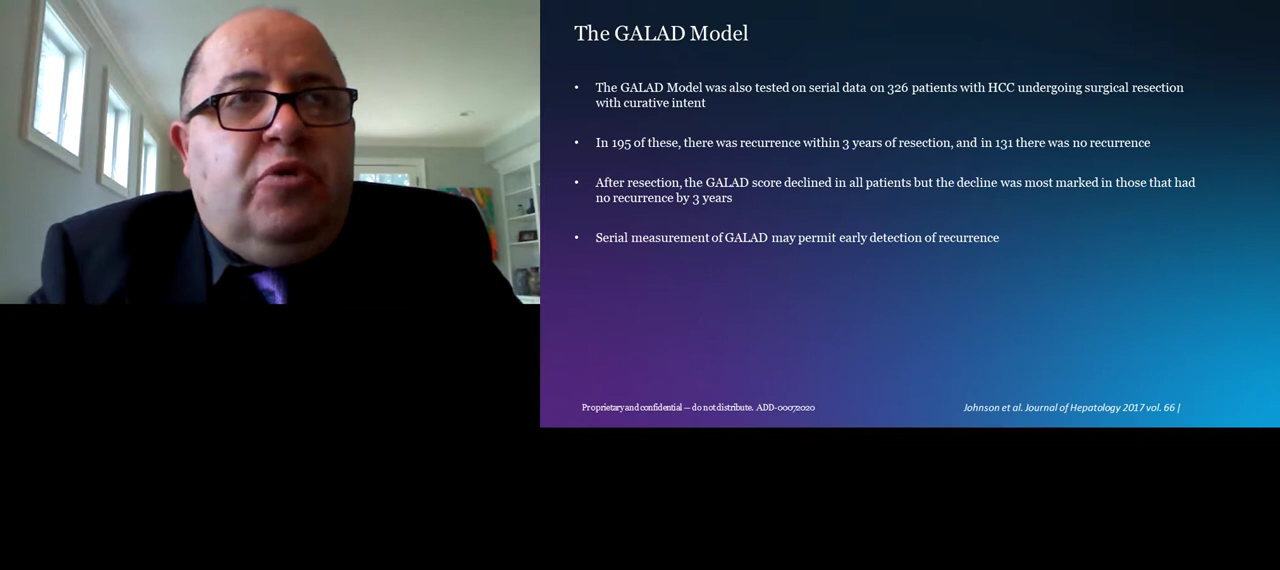 The GALAD Model
• The GALAD Model was also tested on serial data on 326 patients with HCC undergoing surgical resection
with curative intent
• In 195 of these, there was recurrence within 3 years of resection, and in 131 there was no recurrence
• After resection, the GALAD score declined in all patients but the decline was most marked in those that had
no recurrence by 3 years
• Serial measurement of GALAD may permit early detection of recurrence
Proprietary and confidential — do not distribute. ADD-00072020
Johnson et al. Journal of Hepatology 2017 vol. 66 |